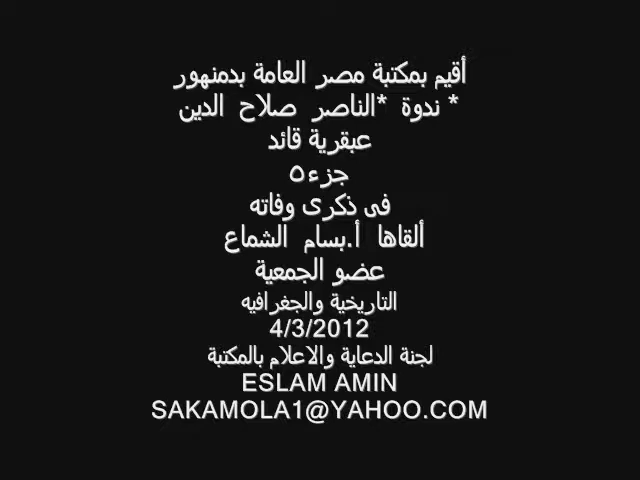 أقيم بمكتبة مصر العامة بدمنهور
* ندوة *الناصر صلاح الدين
عبقرية قائد
جزء٥
فى ذكرى وفاته
ألقاها أ.بسام الشماع
عضو الجمعية
التاريخية والجغرافيه
4/3/2012
لجنة الدعاية والاعلام بالمكتبة
ESLAM AMIN
SAKAMOLA1@YAHOO.COM